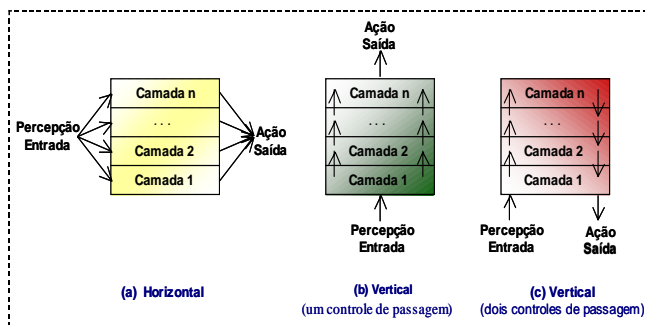 Percepção
Entrada
Camada n
. . .
Camada 2
Camada 1
Ação
Saída
(a) Horizontal
Ação
Saída
Camada n
...
Camada 2
Camada 1
Percepção
Entrada
(b) Vertical
(um controle de passagem)
Camada n
...
Camada 2
Camada 1
Percepção
Entrada
Ação
Saída
(c) Vertical
(dois controles de passagem)